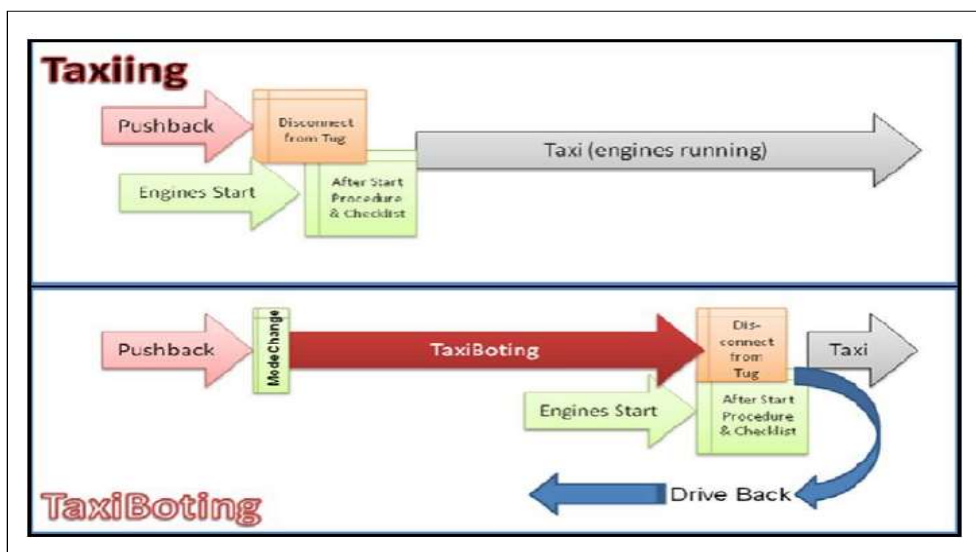 Taxiing
Pushback
Disconnect
from Tug
Taxi (engines running)
Engines Start
After Start
Procedure
& Checklist
Pushback
ModeChange
TaxiBoting
Dis-
connect
from
Tug
Taxi
Engines Start
After Start
Procedure
& Checklist
Drive Back
TaxiBoting